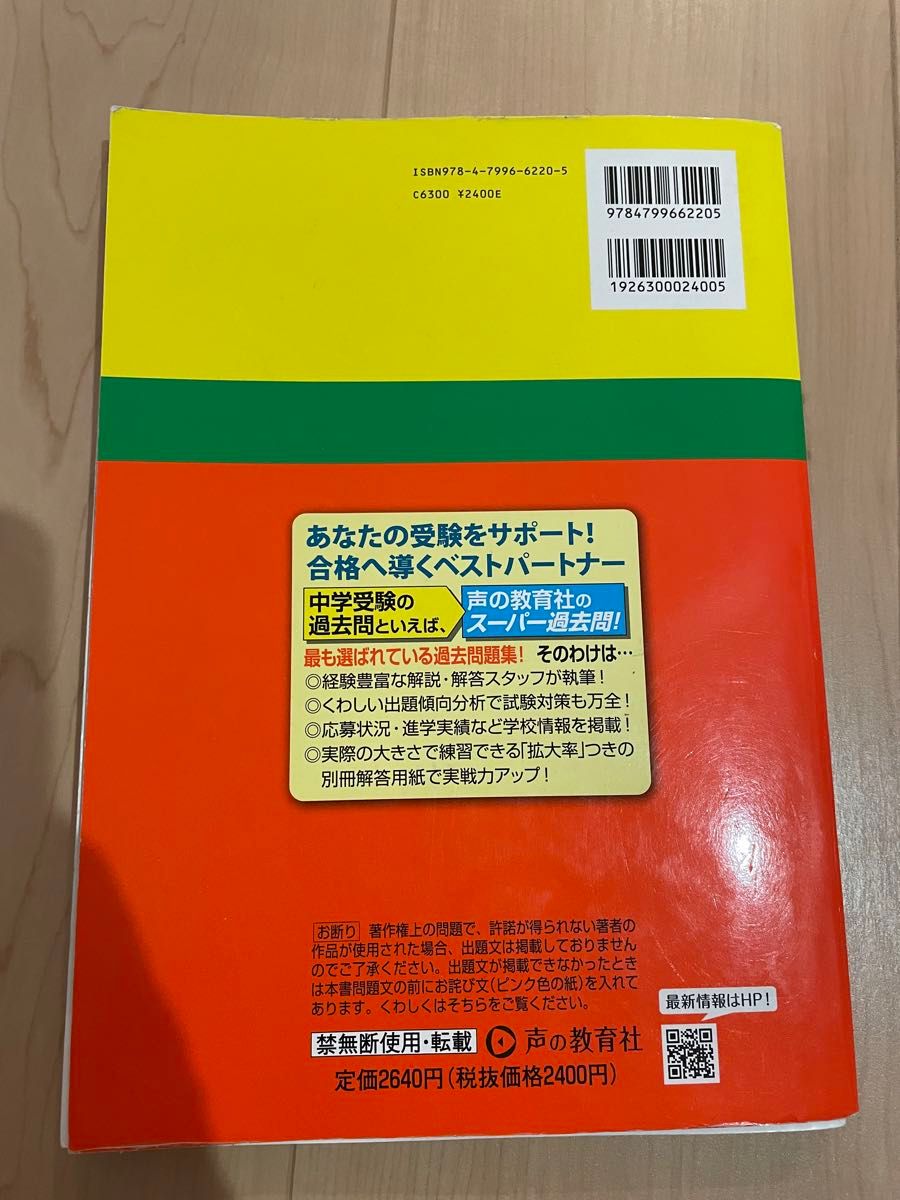 ISBN978-4-7996-6220-5
C6300 ¥2400E
9784799662205
1926300024005
あなたの受験をサポート!
合格へ導くベストパートナー
中学受験の
過去問といえば、
声の教育社の
スーパー過去問!
最も選ばれている過去問題集! そのわけは…
◎経験豊富な解説・解答スタッフが執筆!
◎くわしい出題傾向分析で試験対策も万全!
◎応募状況・進学実績など学校情報を掲載!
◎実際の大きさで練習できる「拡大率」つきの
別冊解答用紙で実戦力アップ!
お断り 著作権上の問題で、許諾が得られない著者の
作品が使用された場合、出題文は掲載しておりません
のでご了承ください。出題文が掲載できなかったときは
本書問題文の前にお詫び文(ピンク色の紙)を入れて
あります。くわしくはそちらをご覧ください。
最新情報はHP!
禁無断使用・転載 声の教育社
定価2640円(税抜価格2400円)